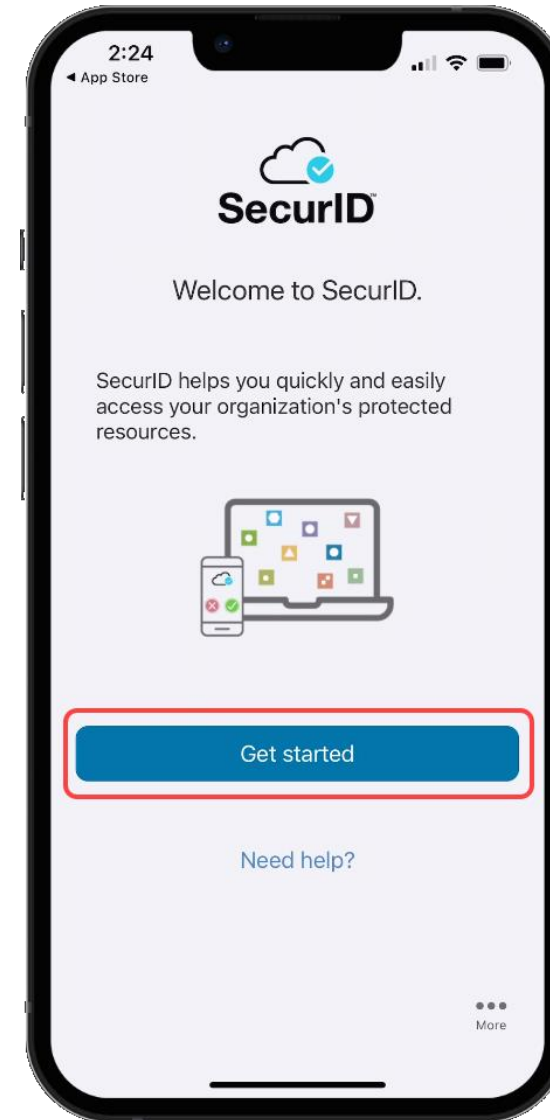 2:24
◀ App Store
SecurID™
Welcome to SecurID.
SecurID helps you quickly and easily
access your organization's protected
resources.
Get started
Need help?
More